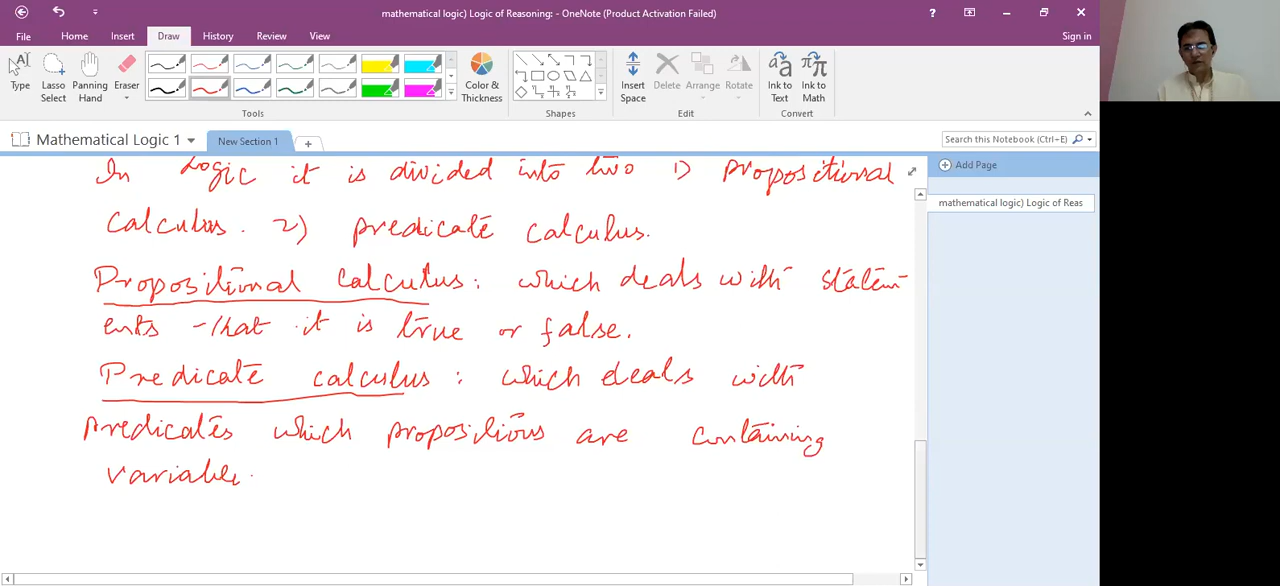 mathematical logic) Logic of Reasoning: - OneNote (Product Activation Failed)
File Home Insert Draw History Review View Sign in
Type Lasso Select Panning Hand Eraser Color & Thickness Insert Space Delete Arrange Rotate Ink to Text Ink to Math
Tools Shapes Edit Convert
Mathematical Logic 1 New Section 1 Search this Notebook (Ctrl+E)
Add Page
mathematical logic) Logic of Reas
In Logic it is divided into two 1) propositional
calculus. 2) predicate calculus.
Propositional calculus: which deals with statem
ents that it is true or false.
Predicate calculus: which deals with
predicates which propositions are containing
variable.